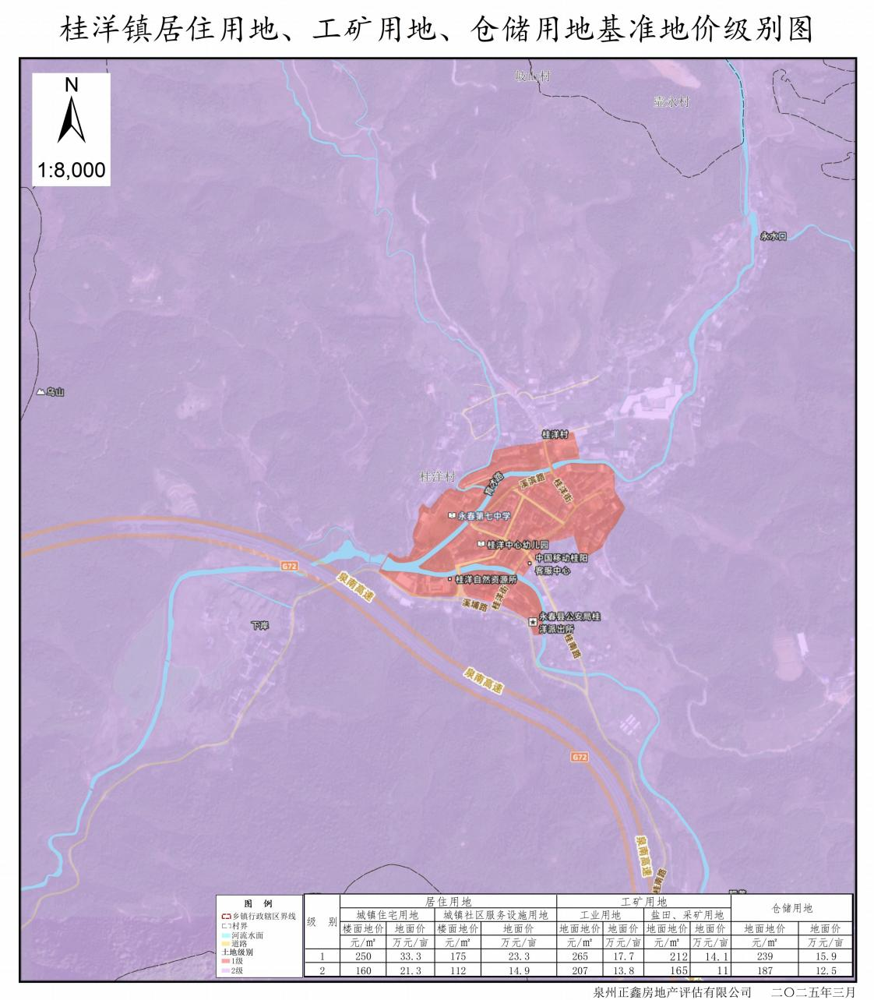 桂洋镇居住用地、工矿用地、仓储用地基准地价级别图
N
1:8,000
岐山村
壶永村
永水口
乌山
桂洋村
桂洋村
育才路
溪滨路
桂洋街
永春第七中学
桂洋中心幼儿园
中国移动桂阳
客服中心
桂洋自然资源所
G72
泉南高速
溪埔路
桂洋街
永春县公安局桂
洋派出所
下岸
桂南路
泉南高速
G72
泉南高速
桂南路
图 例
乡镇行政辖区界线
村界
河流水面
道路
土地级别
1级
2级
级 别 居住用地 工矿用地 仓储用地
城镇住宅用地 城镇社区服务设施用地 工业用地 盐田、采矿用地
楼面地价 地面价 楼面地价 地面价 地面地价 地面价 地面地价 地面价 地面地价 地面价
元/㎡ 万元/亩 元/㎡ 万元/亩 元/㎡ 万元/亩 元/㎡ 万元/亩 元/㎡ 万元/亩
1 250 33.3 175 23.3 265 17.7 212 14.1 239 15.9
2 160 21.3 112 14.9 207 13.8 165 11 187 12.5
泉州正鑫房地产评估有限公司 二〇二五年三月